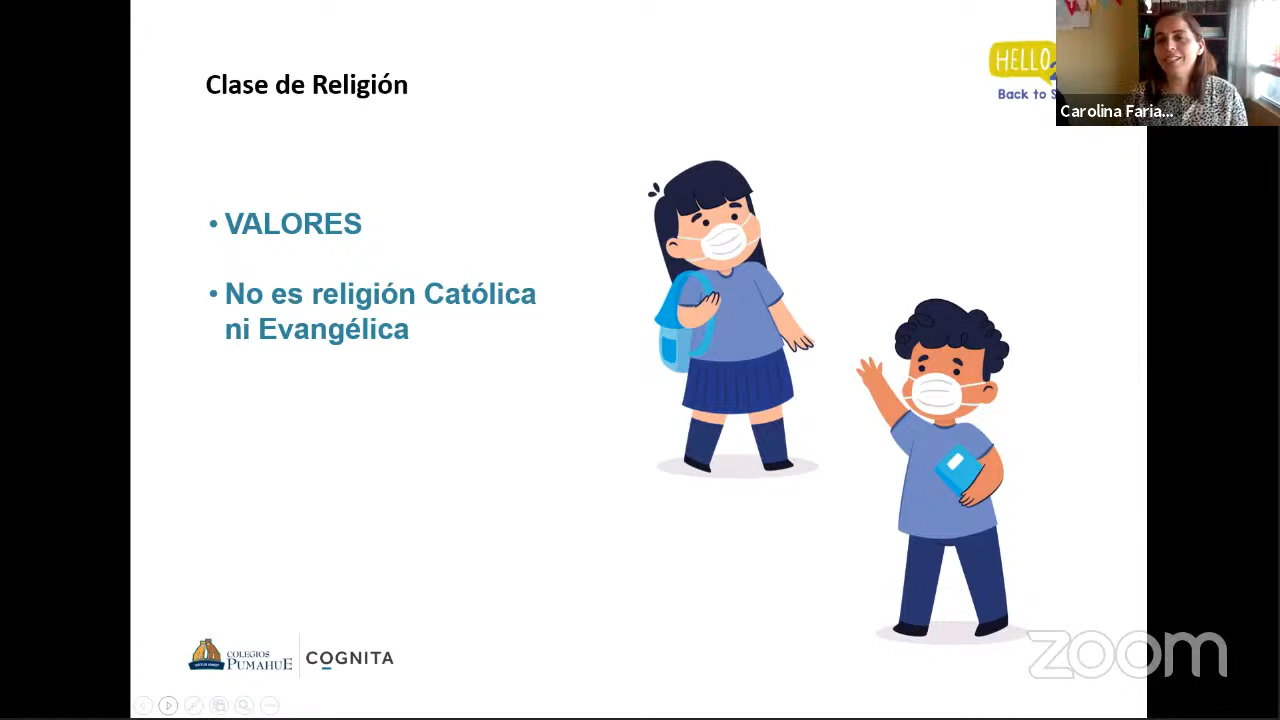 Clase de Religión
HELLO
Back to S
Carolina Faria...
• VALORES
• No es religión Católica
ni Evangélica
COLEGIOS
PUMAHUE
COGNITA
zoom